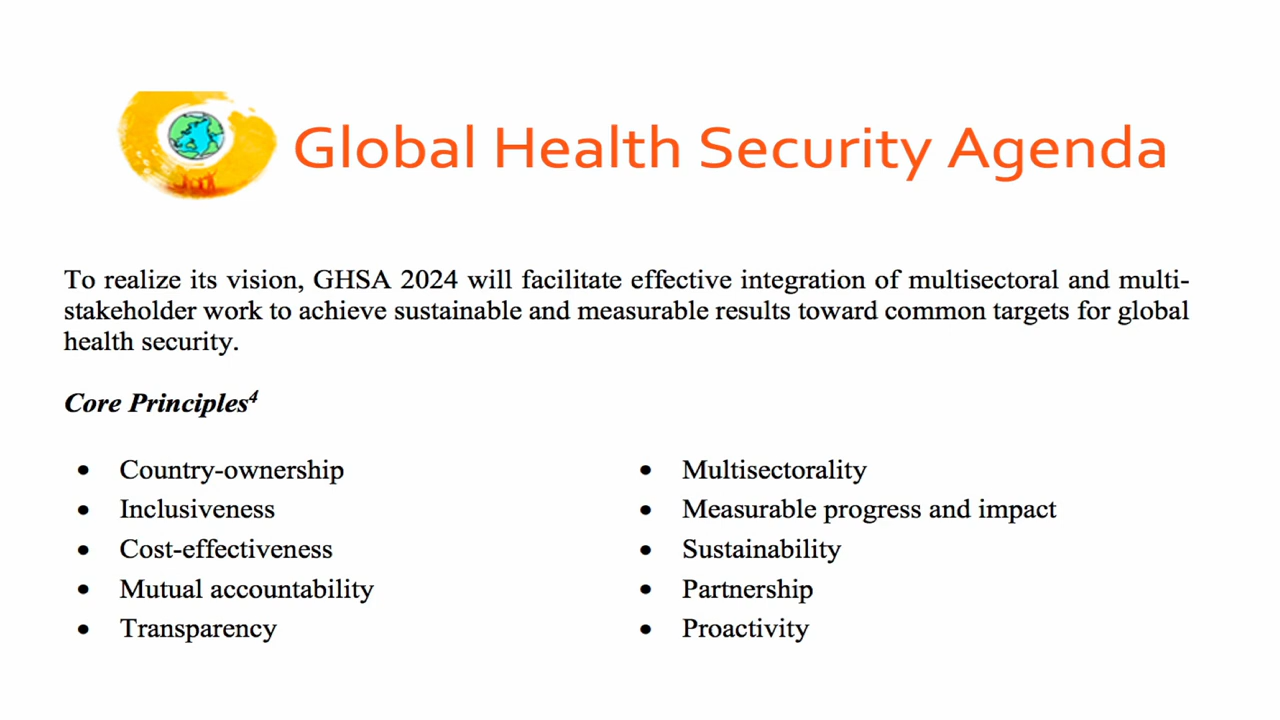 Global Health Security Agenda
To realize its vision, GHSA 2024 will facilitate effective integration of multisectoral and multi-
stakeholder work to achieve sustainable and measurable results toward common targets for global
health security.
Core Principles⁴
• Country-ownership
• Inclusiveness
• Cost-effectiveness
• Mutual accountability
• Transparency
• Multisectorality
• Measurable progress and impact
• Sustainability
• Partnership
• Proactivity